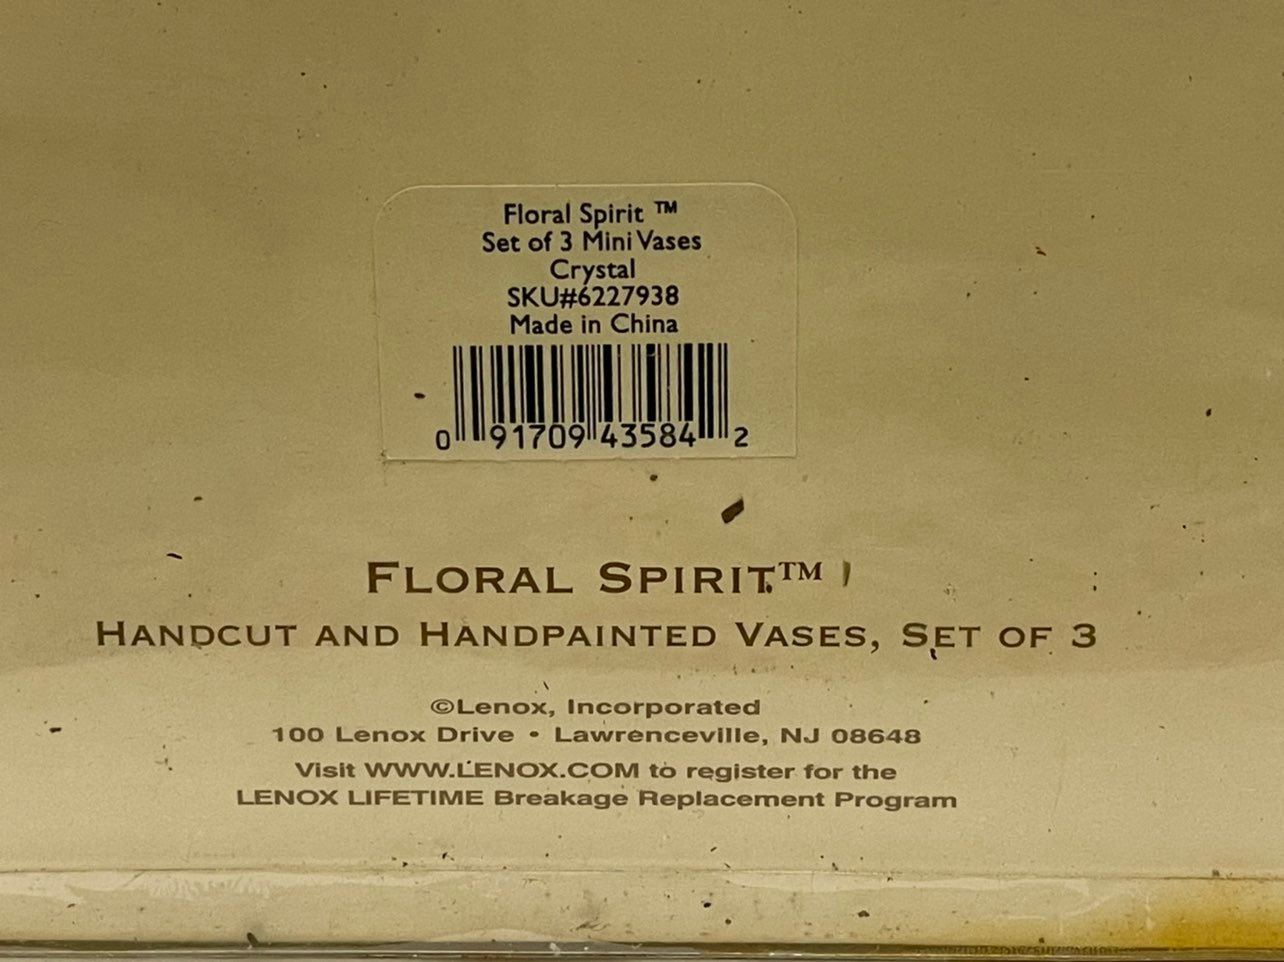 Floral Spirit ™
Set of 3 Mini Vases
Crystal
SKU#6227938
Made in China
0 91709 43584 2
FLORAL SPIRIT™
HANDCUT AND HANDPAINTED VASES, SET OF 3
©Lenox, Incorporated
100 Lenox Drive • Lawrenceville, NJ 08648
Visit WWW.LENOX.COM to register for the
LENOX LIFETIME Breakage Replacement Program